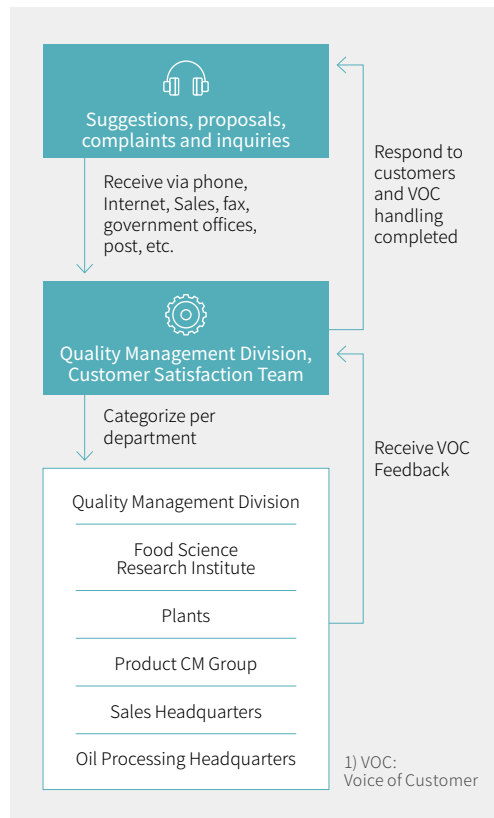 Suggestions, proposals,
complaints and inquiries
Receive via phone,
Internet, Sales, fax,
government offices,
post, etc.
Respond to
customers
and VOC
handling
completed
Quality Management Division,
Customer Satisfaction Team
Categorize per
department
Receive VOC
Feedback
Quality Management Division
Food Science
Research Institute
Plants
Product CM Group
Sales Headquarters
Oil Processing Headquarters
1) VOC:
Voice of Customer